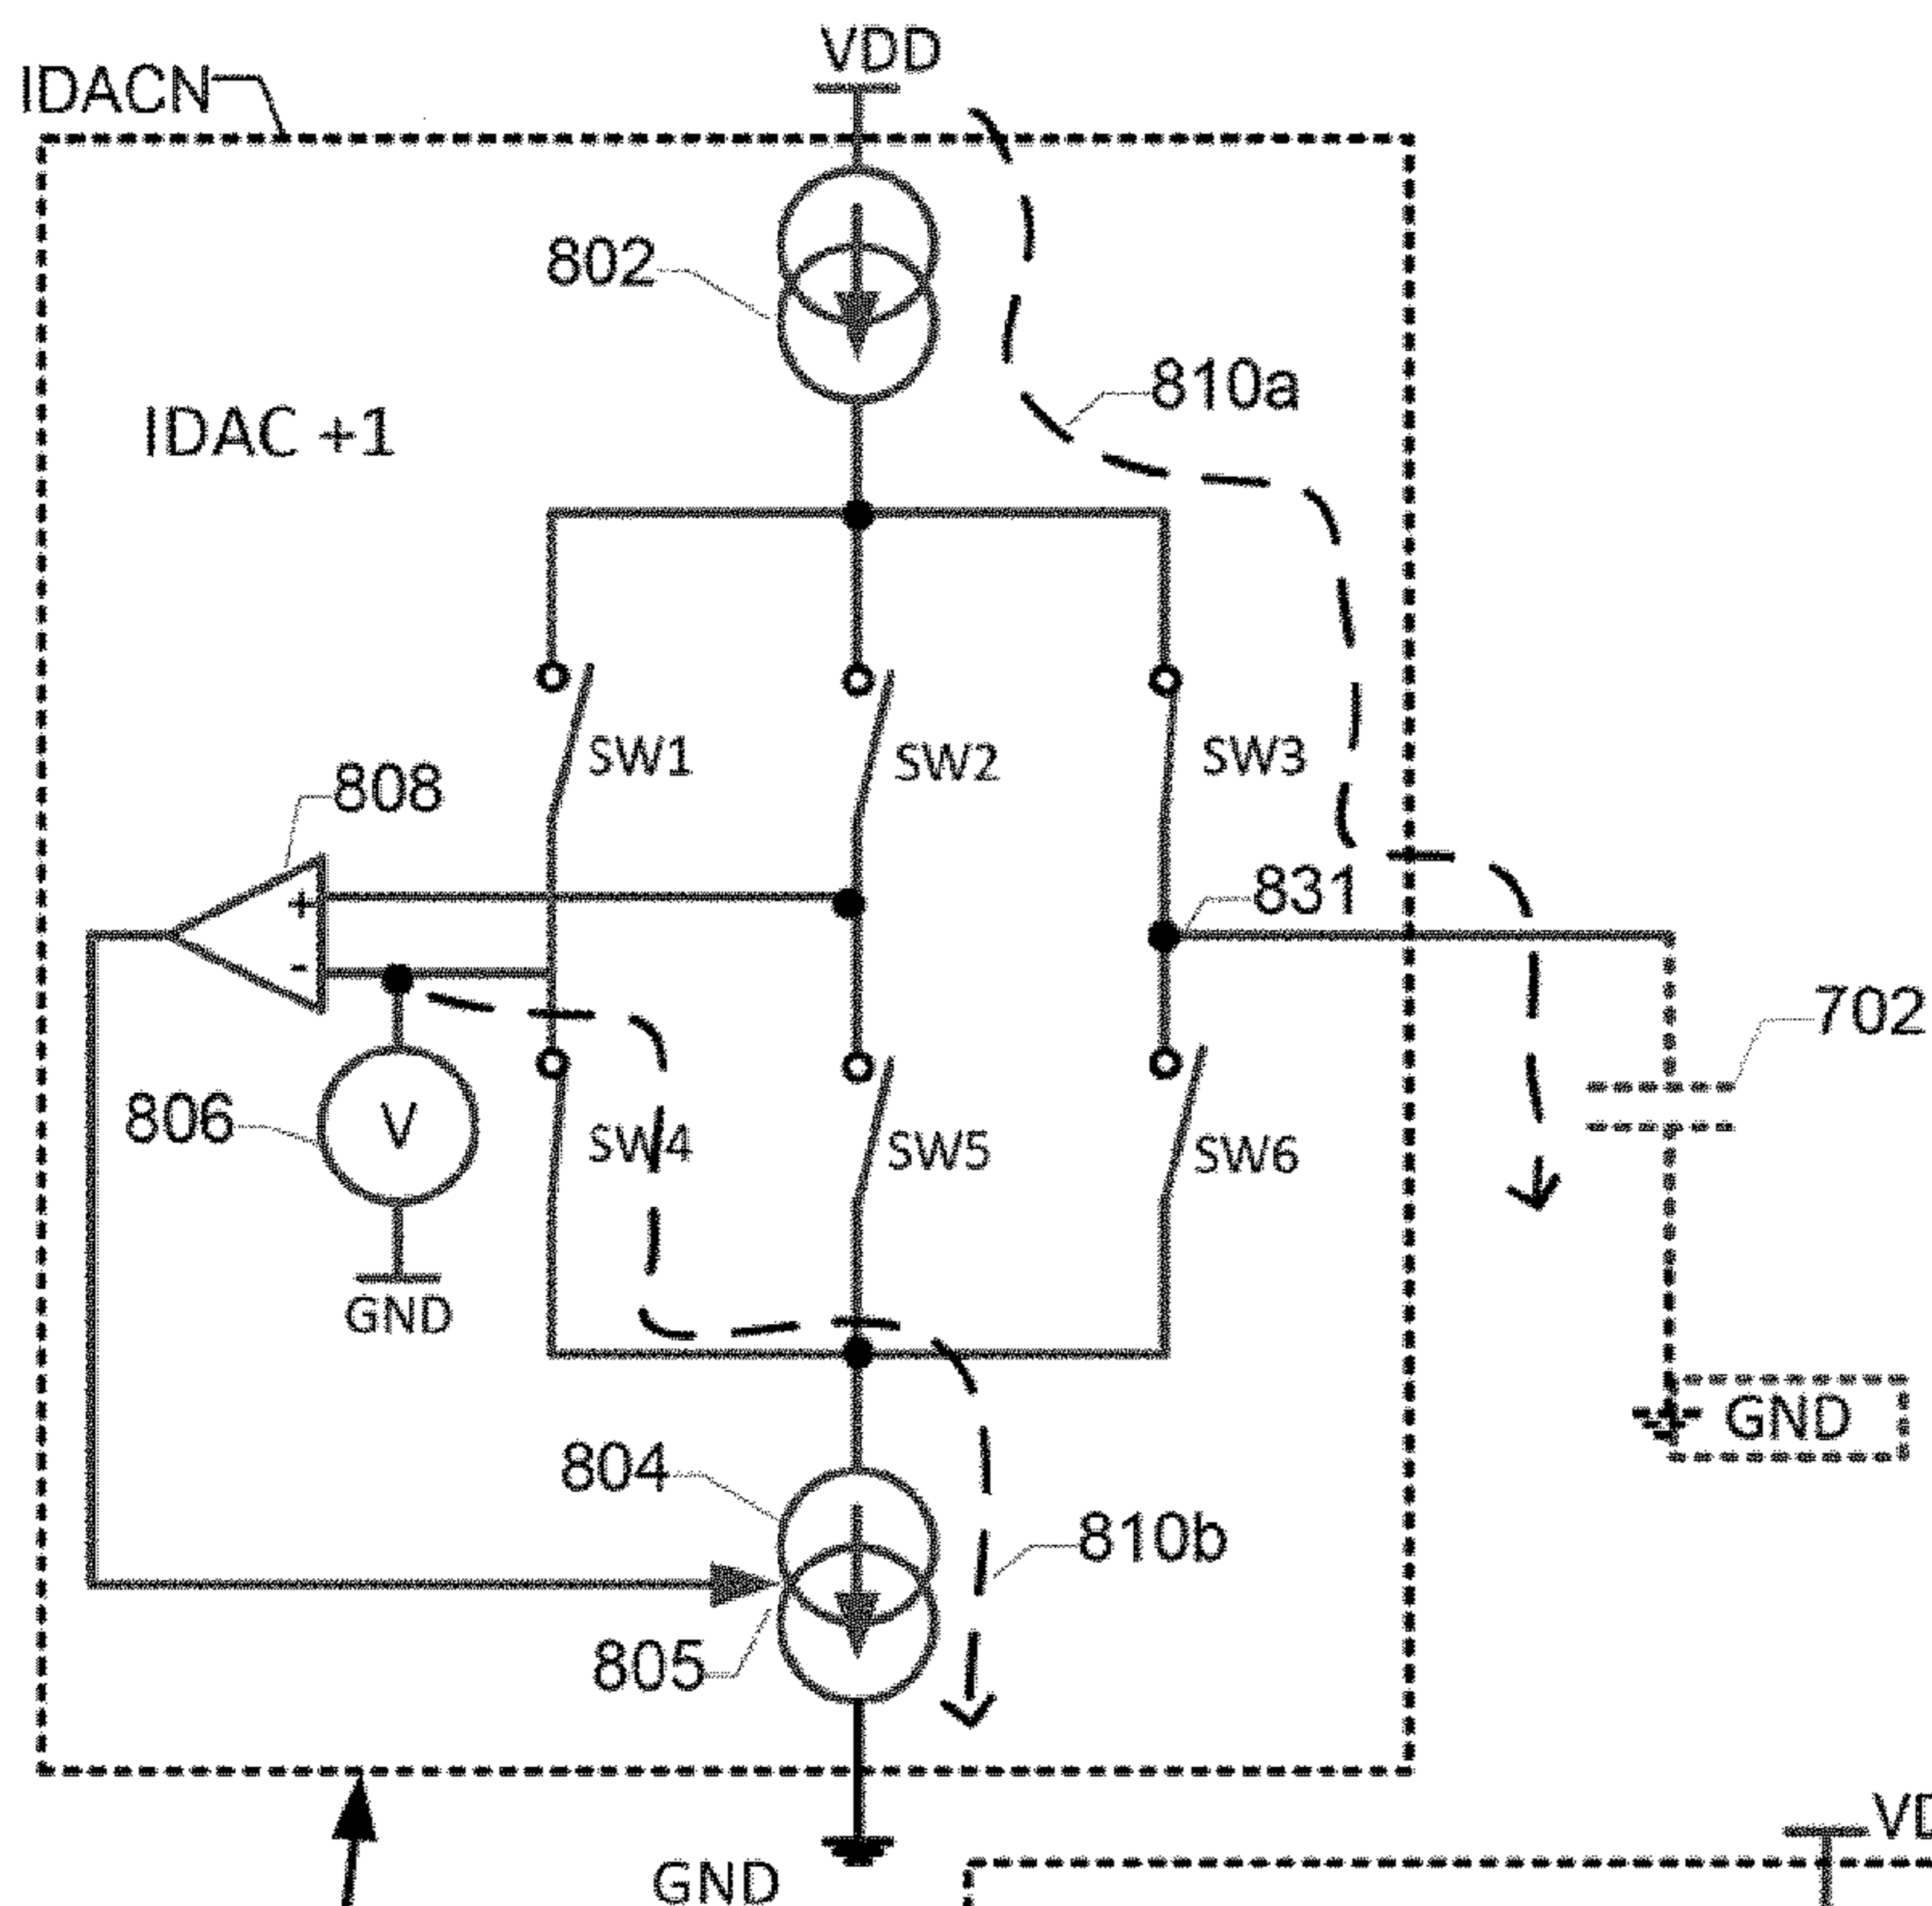 VDD
IDACN
802
810a
IDAC +1
SW1
SW2
SW3
808
831
+
-
702
806
V
SW4
SW5
SW6
GND
GND
804
810b
805
GND